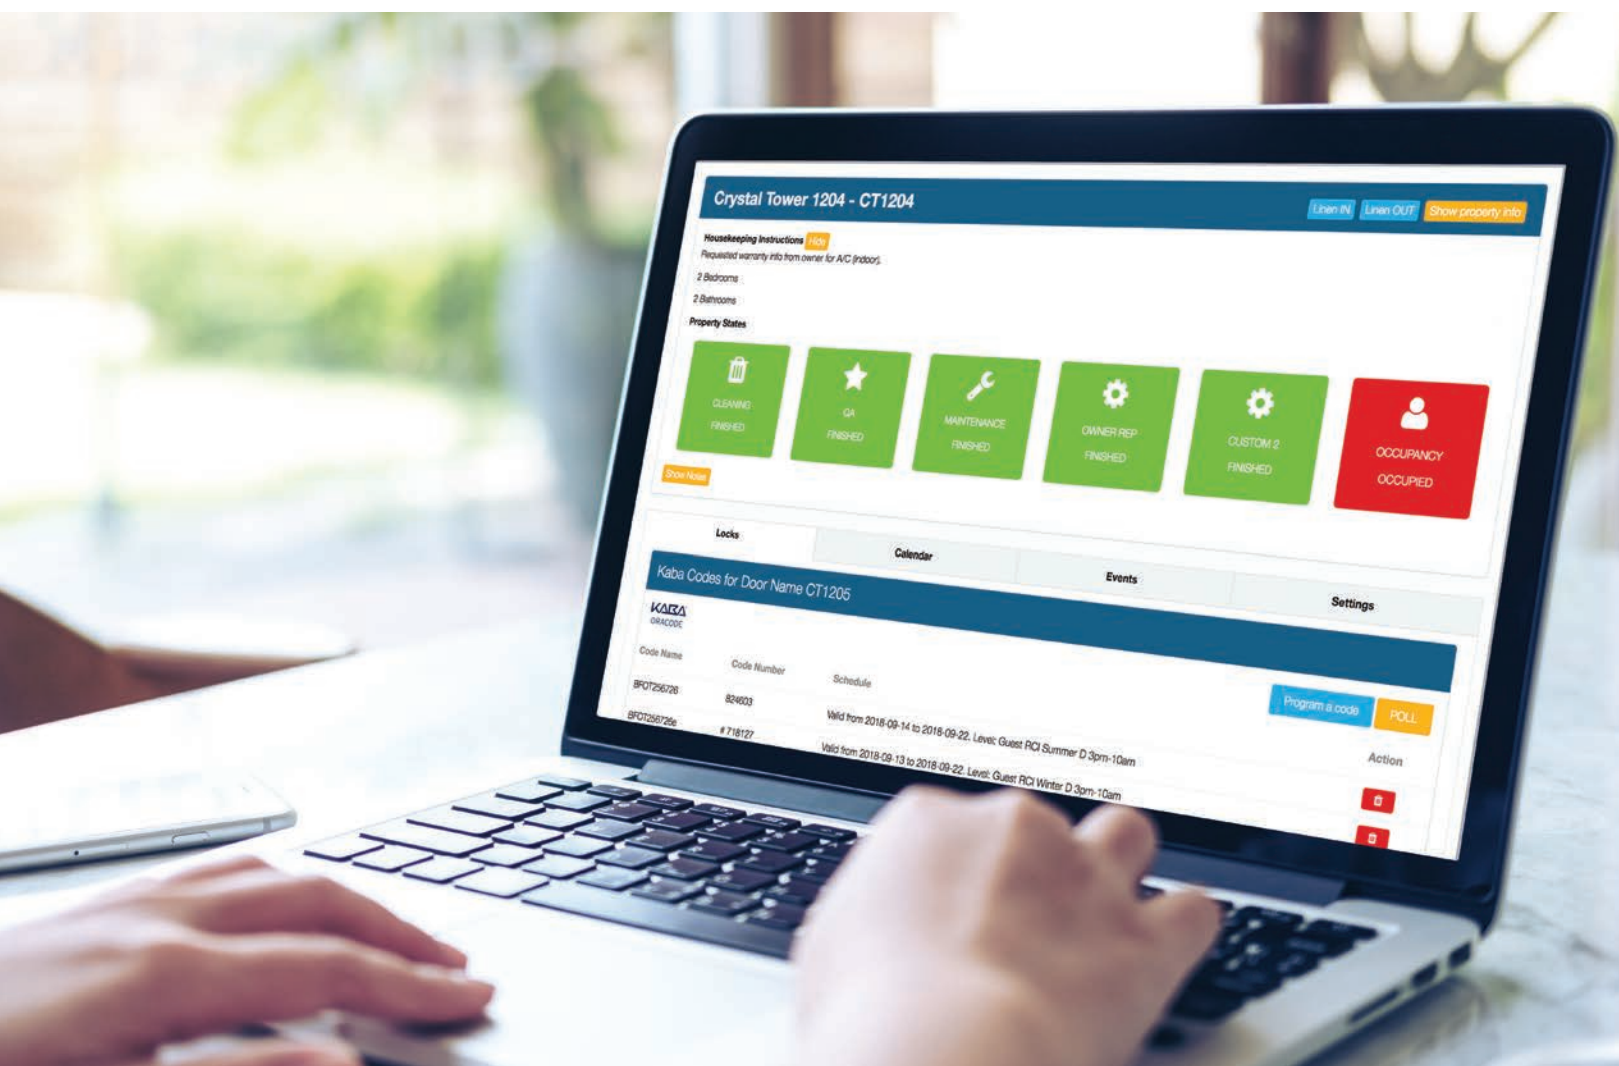 Crystal Tower 1204 - CT1204
Linen IN Linen OUT Show property info
Housekeeping Instructions Hide
Requested warranty info from owner for A/C (indoor).
2 Bedrooms
2 Bathrooms
Property States
CLEANING
FINISHED
QA
FINISHED
MAINTENANCE
FINISHED
OWNER REP
FINISHED
CUSTOM 2
FINISHED
OCCUPANCY
OCCUPIED
Show Notes
Locks Calendar Events Settings
Kaba Codes for Door Name CT1205
KABA
ORACODE
Program a code POLL
Code Name Code Number Schedule Action
BFOT256726 824603 Valid from 2018-09-14 to 2018-09-22. Level: Guest RCI Summer D 3pm-10am
BFOT256726e # 718127 Valid from 2018-09-13 to 2018-09-22. Level: Guest RCI Winter D 3pm-10am